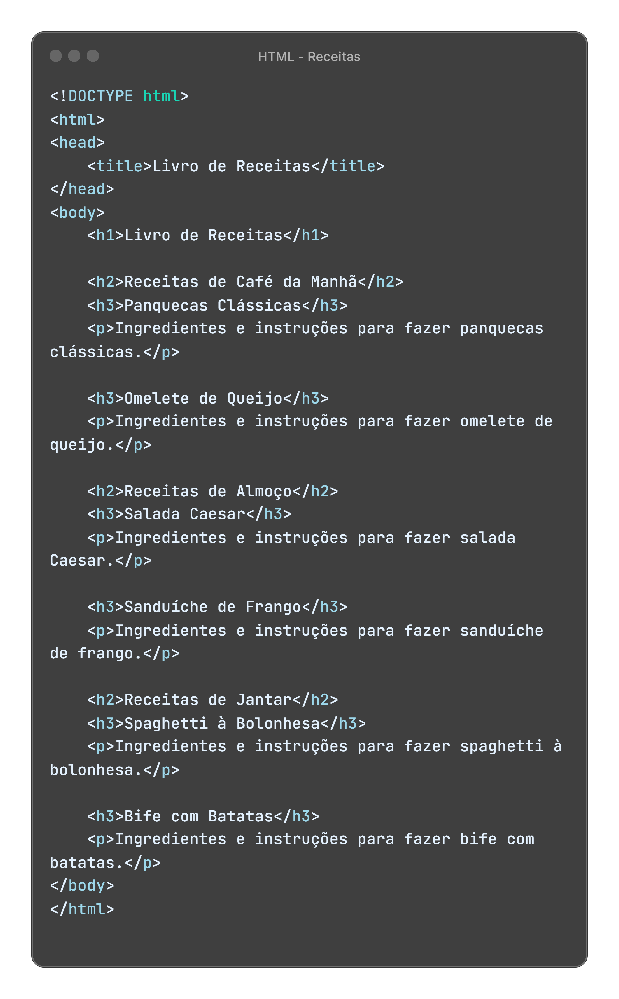 HTML - Receitas
<!DOCTYPE html>
<html>
<head>
    <title>Livro de Receitas</title>
</head>
<body>
    <h1>Livro de Receitas</h1>

    <h2>Receitas de Café da Manhã</h2>
    <h3>Panquecas Clássicas</h3>
    <p>Ingredientes e instruções para fazer panquecas
clássicas.</p>

    <h3>Omelete de Queijo</h3>
    <p>Ingredientes e instruções para fazer omelete de
queijo.</p>

    <h2>Receitas de Almoço</h2>
    <h3>Salada Caesar</h3>
    <p>Ingredientes e instruções para fazer salada
Caesar.</p>

    <h3>Sanduíche de Frango</h3>
    <p>Ingredientes e instruções para fazer sanduíche
de frango.</p>

    <h2>Receitas de Jantar</h2>
    <h3>Spaghetti à Bolonhesa</h3>
    <p>Ingredientes e instruções para fazer spaghetti à
bolonhesa.</p>

    <h3>Bife com Batatas</h3>
    <p>Ingredientes e instruções para fazer bife com
batatas.</p>
</body>
</html>